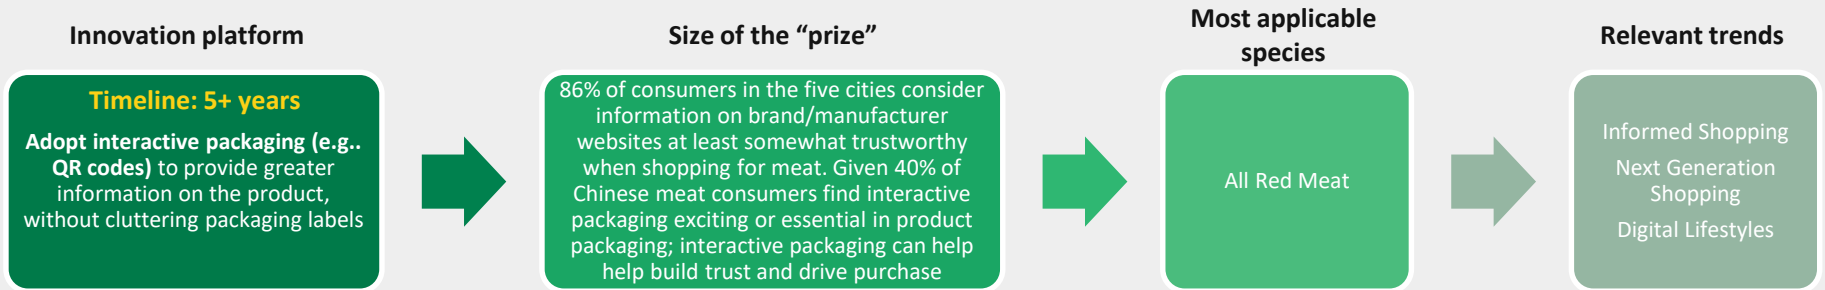 Innovation platform
Timeline: 5+ years
Adopt interactive packaging (e.g..
QR codes) to provide greater
information on the product,
without cluttering packaging labels
Size of the “prize”
86% of consumers in the five cities consider
information on brand/manufacturer
websites at least somewhat trustworthy
when shopping for meat. Given 40% of
Chinese meat consumers find interactive
packaging exciting or essential in product
packaging; interactive packaging can help
help build trust and drive purchase
Most applicable
species
All Red Meat
Relevant trends
Informed Shopping
Next Generation
Shopping
Digital Lifestyles